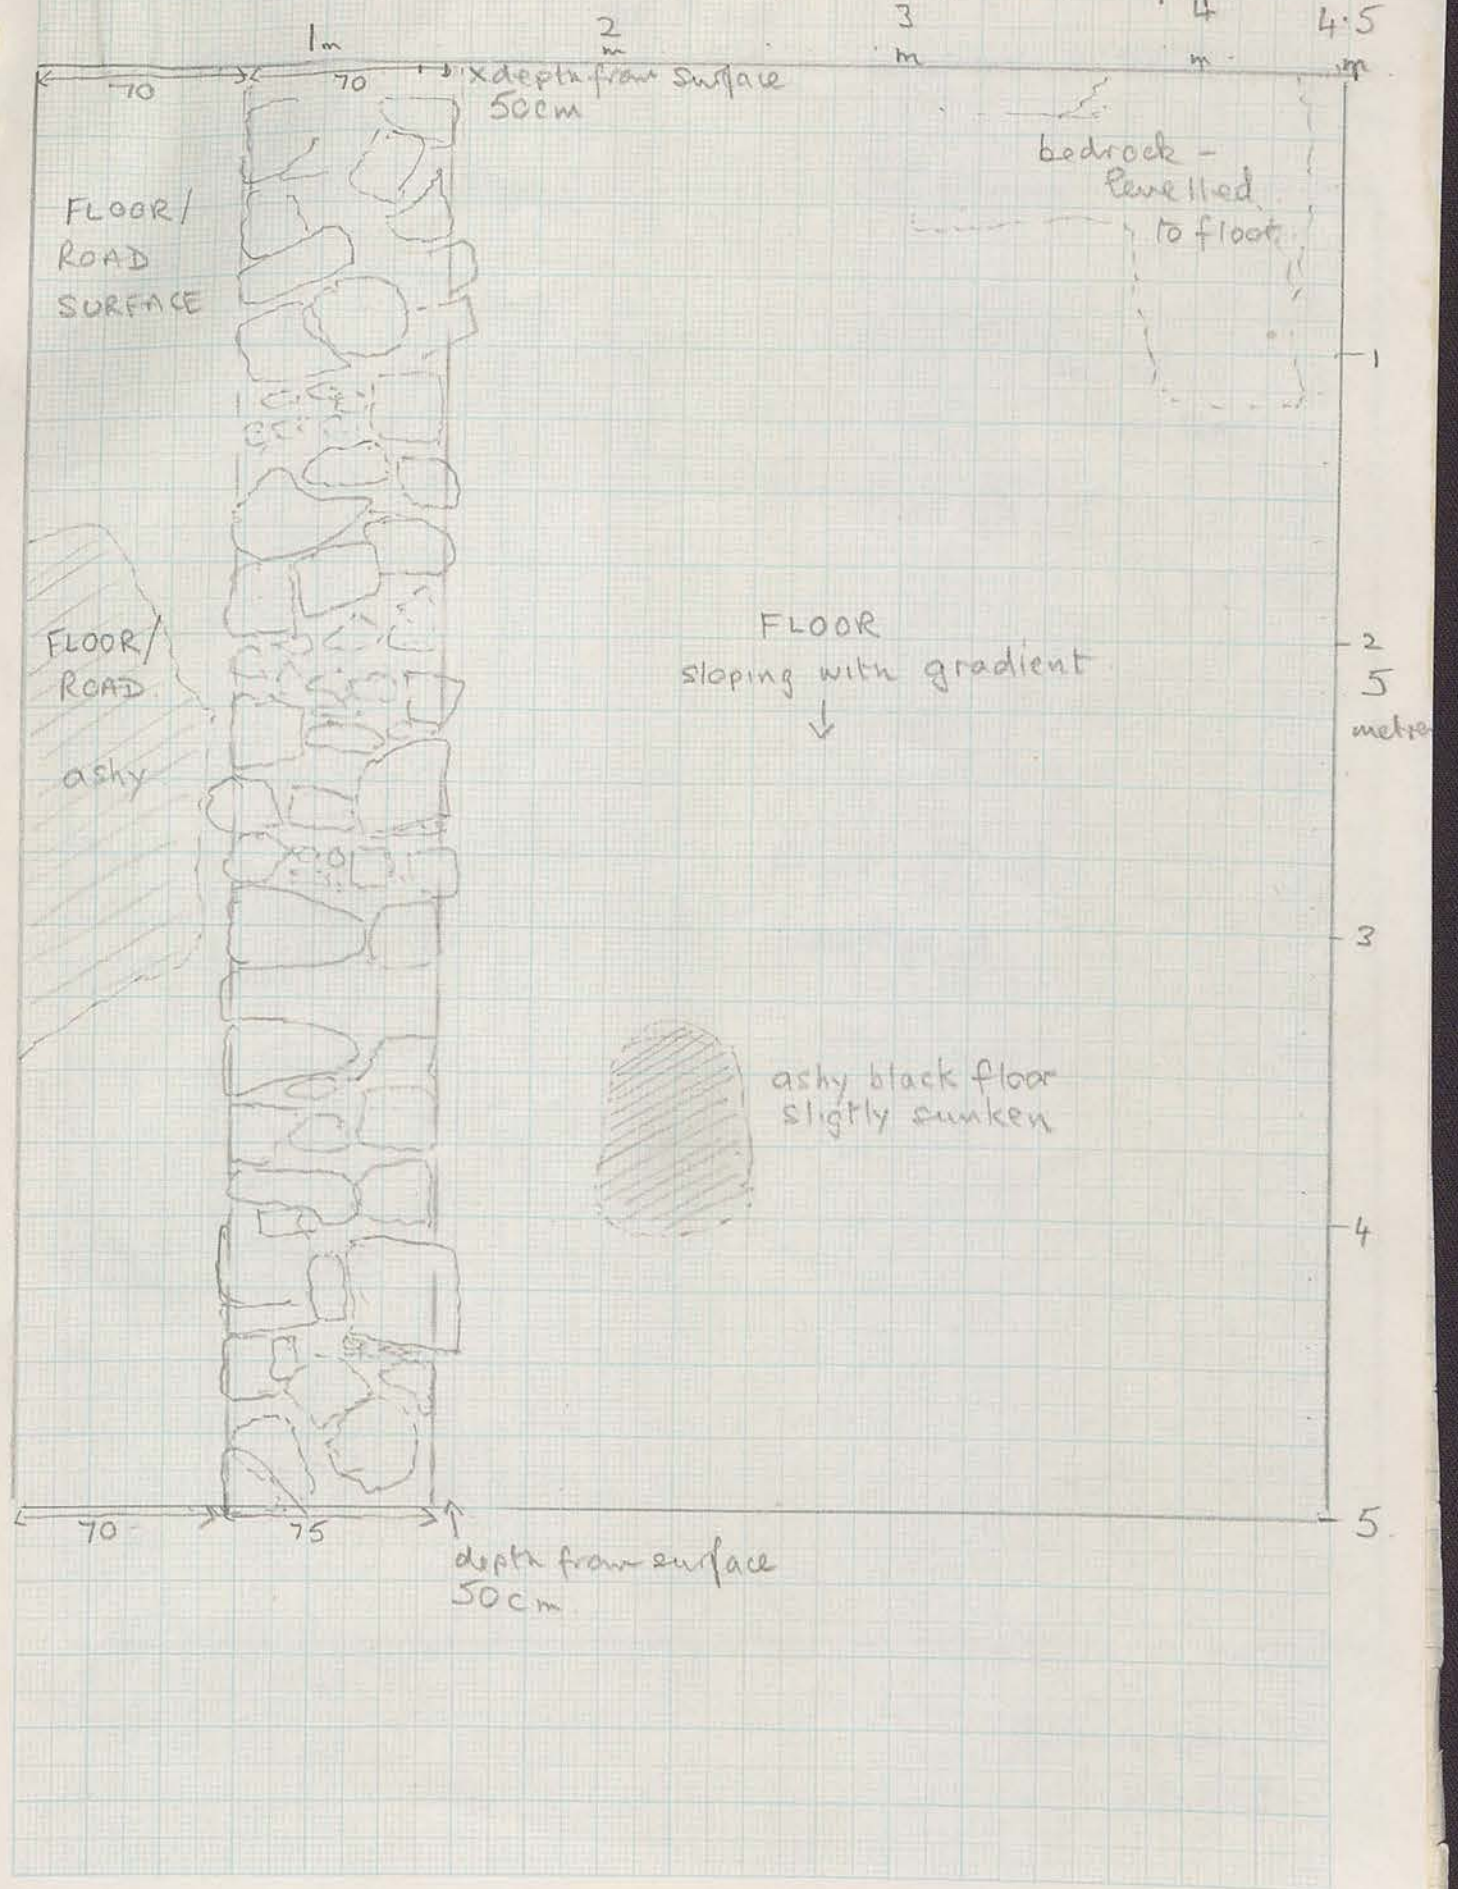 1m 2 m 3 m 4 m 4.5 m
70 70 x depth from surface
50cm
bedrock -
levelled
to floor
FLOOR/
ROAD
SURFACE
1
FLOOR/
ROAD
ashy
FLOOR
sloping with gradient
↓
2
5
metre
3
ashy black floor
sligtly sunken
4
5
70 75
depth from surface
50cm